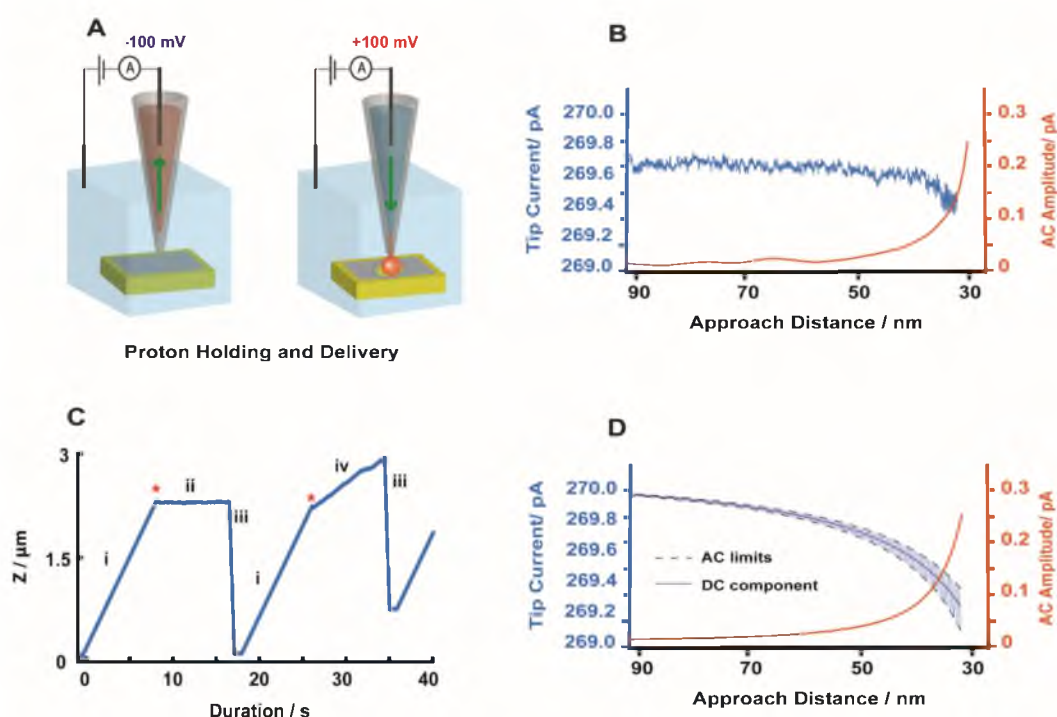 A
-100 mV
+100 mV
A
A
Proton Holding and Delivery
B
Tip Current/ pA
270.0
269.8
269.6
269.4
269.2
269.0
AC Amplitude/ pA
0.3
0.2
0.1
0
90
70
50
30
Approach Distance / nm
C
Z / µm
3
1.5
0
i
*
ii
iii
i
*
iv
iii
0
10
20
30
40
Duration / s
D
Tip Current/ pA
270.0
269.8
269.6
269.4
269.2
269.0
AC limits
DC component
AC Amplitude/ pA
0.3
0.2
0.1
0
90
70
50
30
Approach Distance / nm